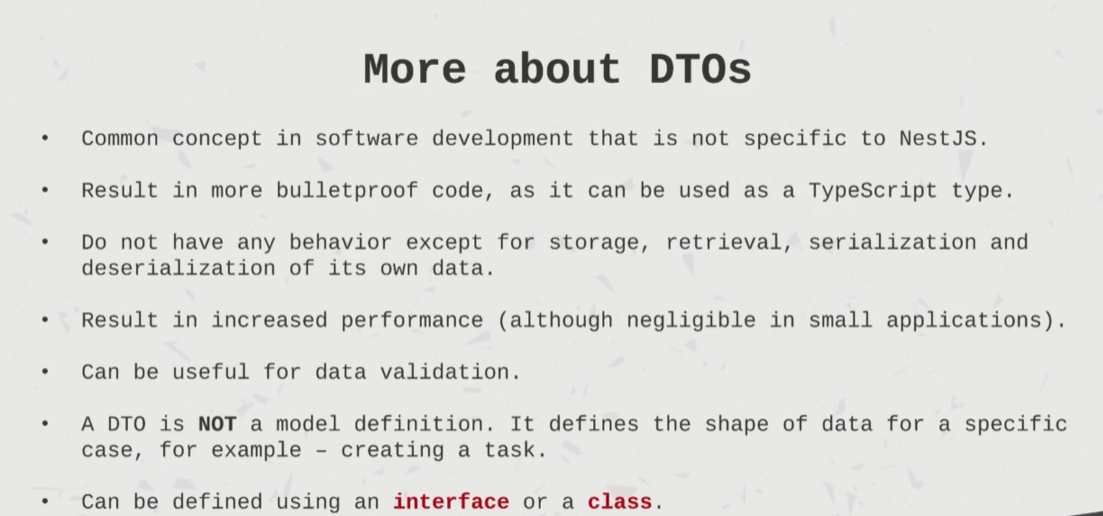 More about DTOs
• Common concept in software development that is not specific to NestJS.
• Result in more bulletproof code, as it can be used as a TypeScript type.
• Do not have any behavior except for storage, retrieval, serialization and
deserialization of its own data.
• Result in increased performance (although negligible in small applications).
• Can be useful for data validation.
• A DTO is NOT a model definition. It defines the shape of data for a specific
case, for example – creating a task.
• Can be defined using an interface or a class.